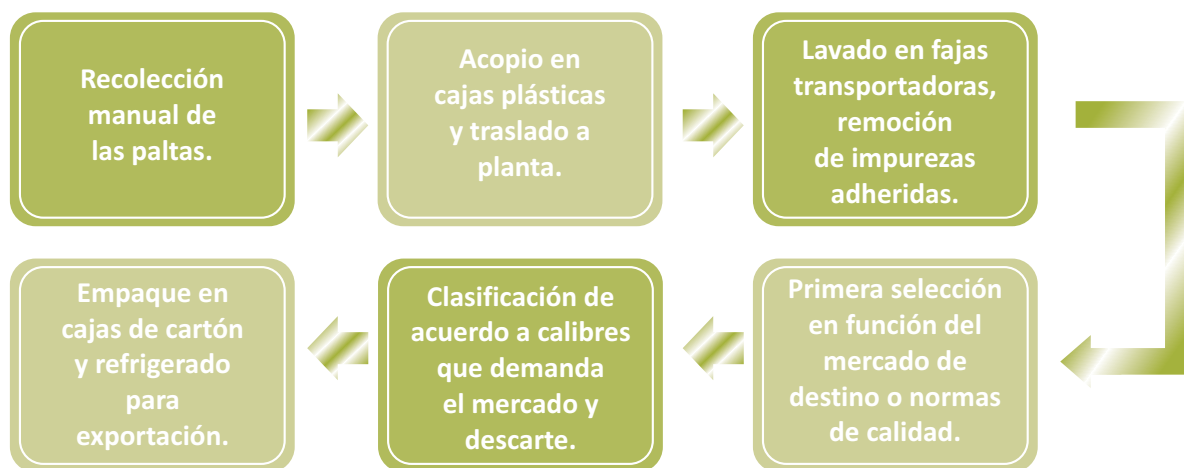 Recolección
manual de
las paltas.
Acopio en
cajas plásticas
y traslado a
planta.
Lavado en fajas
transportadoras,
remoción
de impurezas
adheridas.
Primera selección
en función del
mercado de
destino o normas
de calidad.
Clasificación de
acuerdo a calibres
que demanda
el mercado y
descarte.
Empaque en
cajas de cartón
y refrigerado
para
exportación.